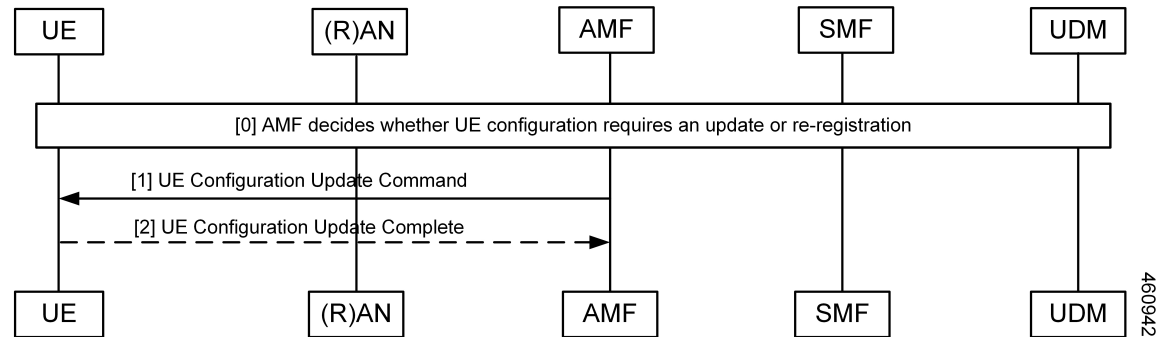 UE
(R)AN
AMF
SMF
UDM
[0] AMF decides whether UE configuration requires an update or re-registration
[1] UE Configuration Update Command
[2] UE Configuration Update Complete
UE
(R)AN
AMF
SMF
UDM
460942